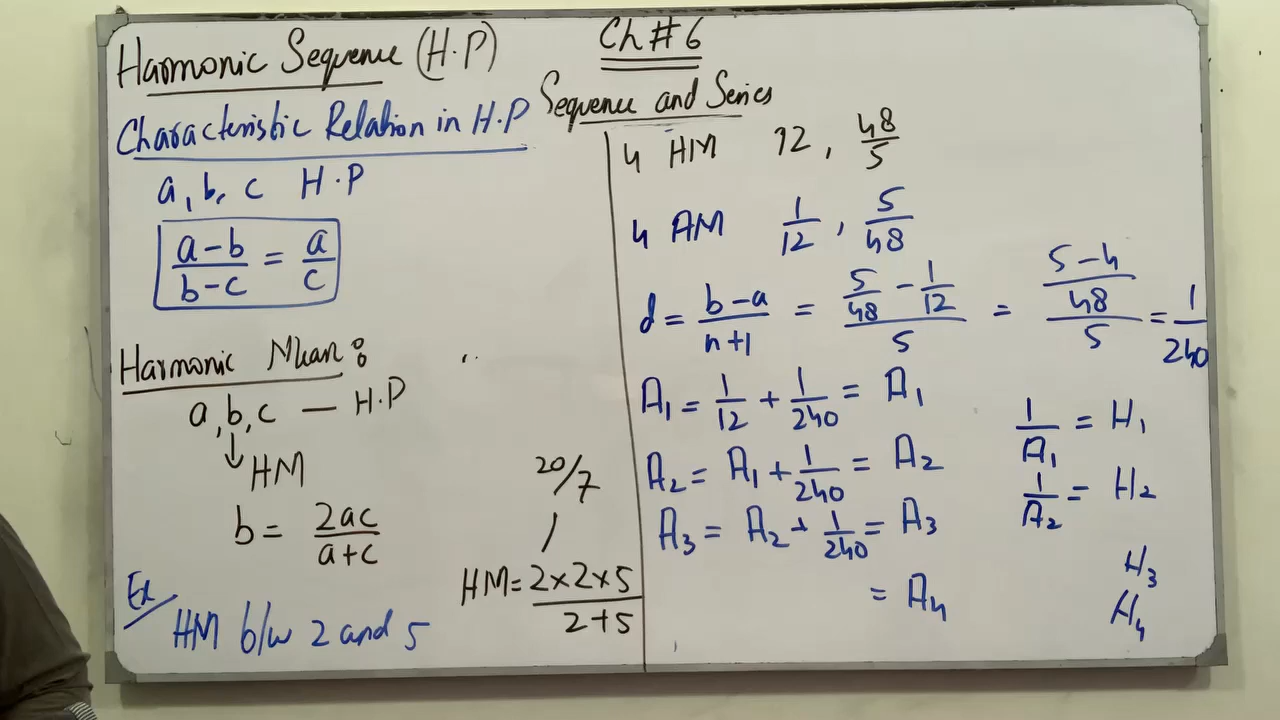 Harmonic Sequence (H.P)
Ch # 6
Sequence and Series
Characteristic Relation in H.P
a, b, c H.P
(a-b)/(b-c) = a/c
Harmonic Mean:
a, b, c — H.P
↓
HM
b = 2ac/(a+c)
Ex
HM b/w 2 and 5
20/7
/
HM = (2×2×5)/(2+5)
4 HM 12, 48/5
4 AM 1/12, 5/48
d = (b-a)/(n+1) = (5/48 - 1/12)/5 = ((5-4)/48)/5 = 1/240
A₁ = 1/12 + 1/240 = A₁
A₂ = A₁ + 1/240 = A₂
A₃ = A₂ + 1/240 = A₃
= A₄
1/A₁ = H₁
1/A₂ = H₂
H₃
H₄